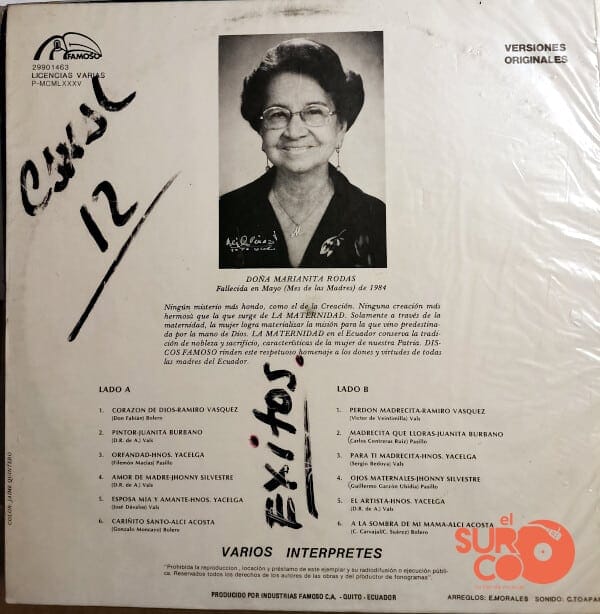 FAMOSO
29901463
LICENCIAS VARIAS
P-MCMLXXXV
VERSIONES
ORIGINALES
12
DOÑA MARIANITA RODAS
Fallecida en Mayo (Mes de las Madres) de 1984
Ningún misterio más hondo, como el de la Creación. Ninguna creación más
hermosa que la que surge de LA MATERNIDAD. Solamente a través de la
maternidad, la mujer logra materializar la misión para la que vino predestina-
da por la mano de Dios. LA MATERNIDAD en el Ecuador conserva la tradi-
ción de nobleza y sacrificio, características de la mujer de nuestra Patria. DIS-
COS FAMOSO rinden este respetuoso homenaje a los dones y virtudes de todas
las madres del Ecuador.
Exitos.
LADO A
1. CORAZON DE DIOS-RAMIRO VASQUEZ
(Don Fabián) Bolero
2. PINTOR-JUANITA BURBANO
(D.R. de A.) Vals
3. ORFANDAD-HNOS. YACELGA
(Filemón Macías) Pasillo
4. AMOR DE MADRE-JHONNY SILVESTRE
(D.R. de A.) Vals
5. ESPOSA MIA Y AMANTE-HNOS. YACELGA
(José Dávalos) Vals
6. CARIÑITO SANTO-ALCI ACOSTA
(Gonzalo Moncayo) Bolero
LADO B
1. PERDON MADRECITA-RAMIRO VASQUEZ
(Víctor de Veintimilla) Vals
2. MADRECITA QUE LLORAS-JUANITA BURBANO
(Carlos Contreras Ruiz) Pasillo
3. PARA TI MADRECITA-HNOS. YACELGA
(Sergio Bedoya) Vals
4. OJOS MATERNALES-JHONNY SILVESTRE
(Guillermo Garzón Ubidia) Pasillo
5. EL ARTISTA-HNOS. YACELGA
(D.R. de A.) Vals
6. A LA SOMBRA DE MI MAMA-ALCI ACOSTA
(C. Carvajal/C. Suárez) Bolero
COLOR: JAIME QUINTERO
VARIOS INTERPRETES
"Prohibida la reproduccion, locación y préstamo de este ejemplar y su radiodifusión o ejecución públi-
ca. Reservados todos los derechos de los autores de las obras y del productor de fonogramas".
PRODUCIDO POR INDUSTRIAS FAMOSO C.A. - QUITO - ECUADOR
ARREGLOS: E.MORALES SONIDO: G.TOAPAN
el
SURCO